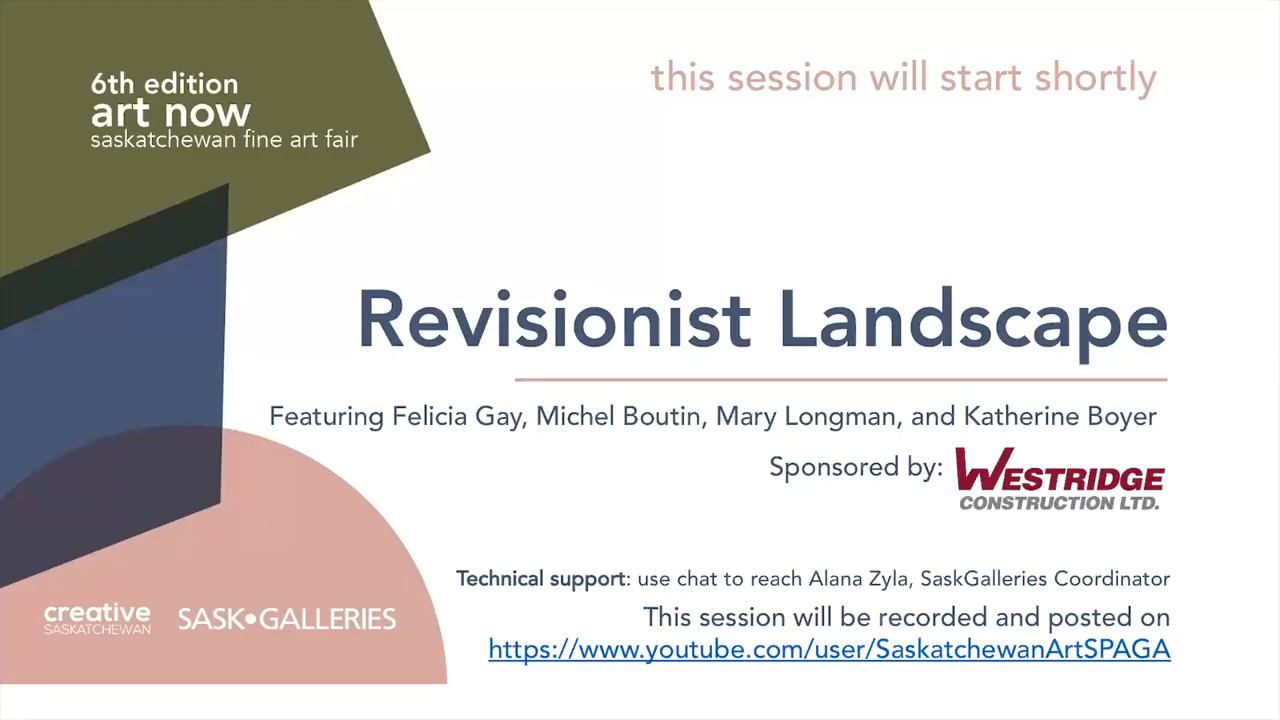 6th edition
art now
saskatchewan fine art fair
this session will start shortly
Revisionist Landscape
Featuring Felicia Gay, Michel Boutin, Mary Longman, and Katherine Boyer
Sponsored by: WESTRIDGE
CONSTRUCTION LTD.
Technical support: use chat to reach Alana Zyla, SaskGalleries Coordinator
This session will be recorded and posted on
https://www.youtube.com/user/SaskatchewanArtSPAGA
creative
SASKATCHEWAN
SASK•GALLERIES